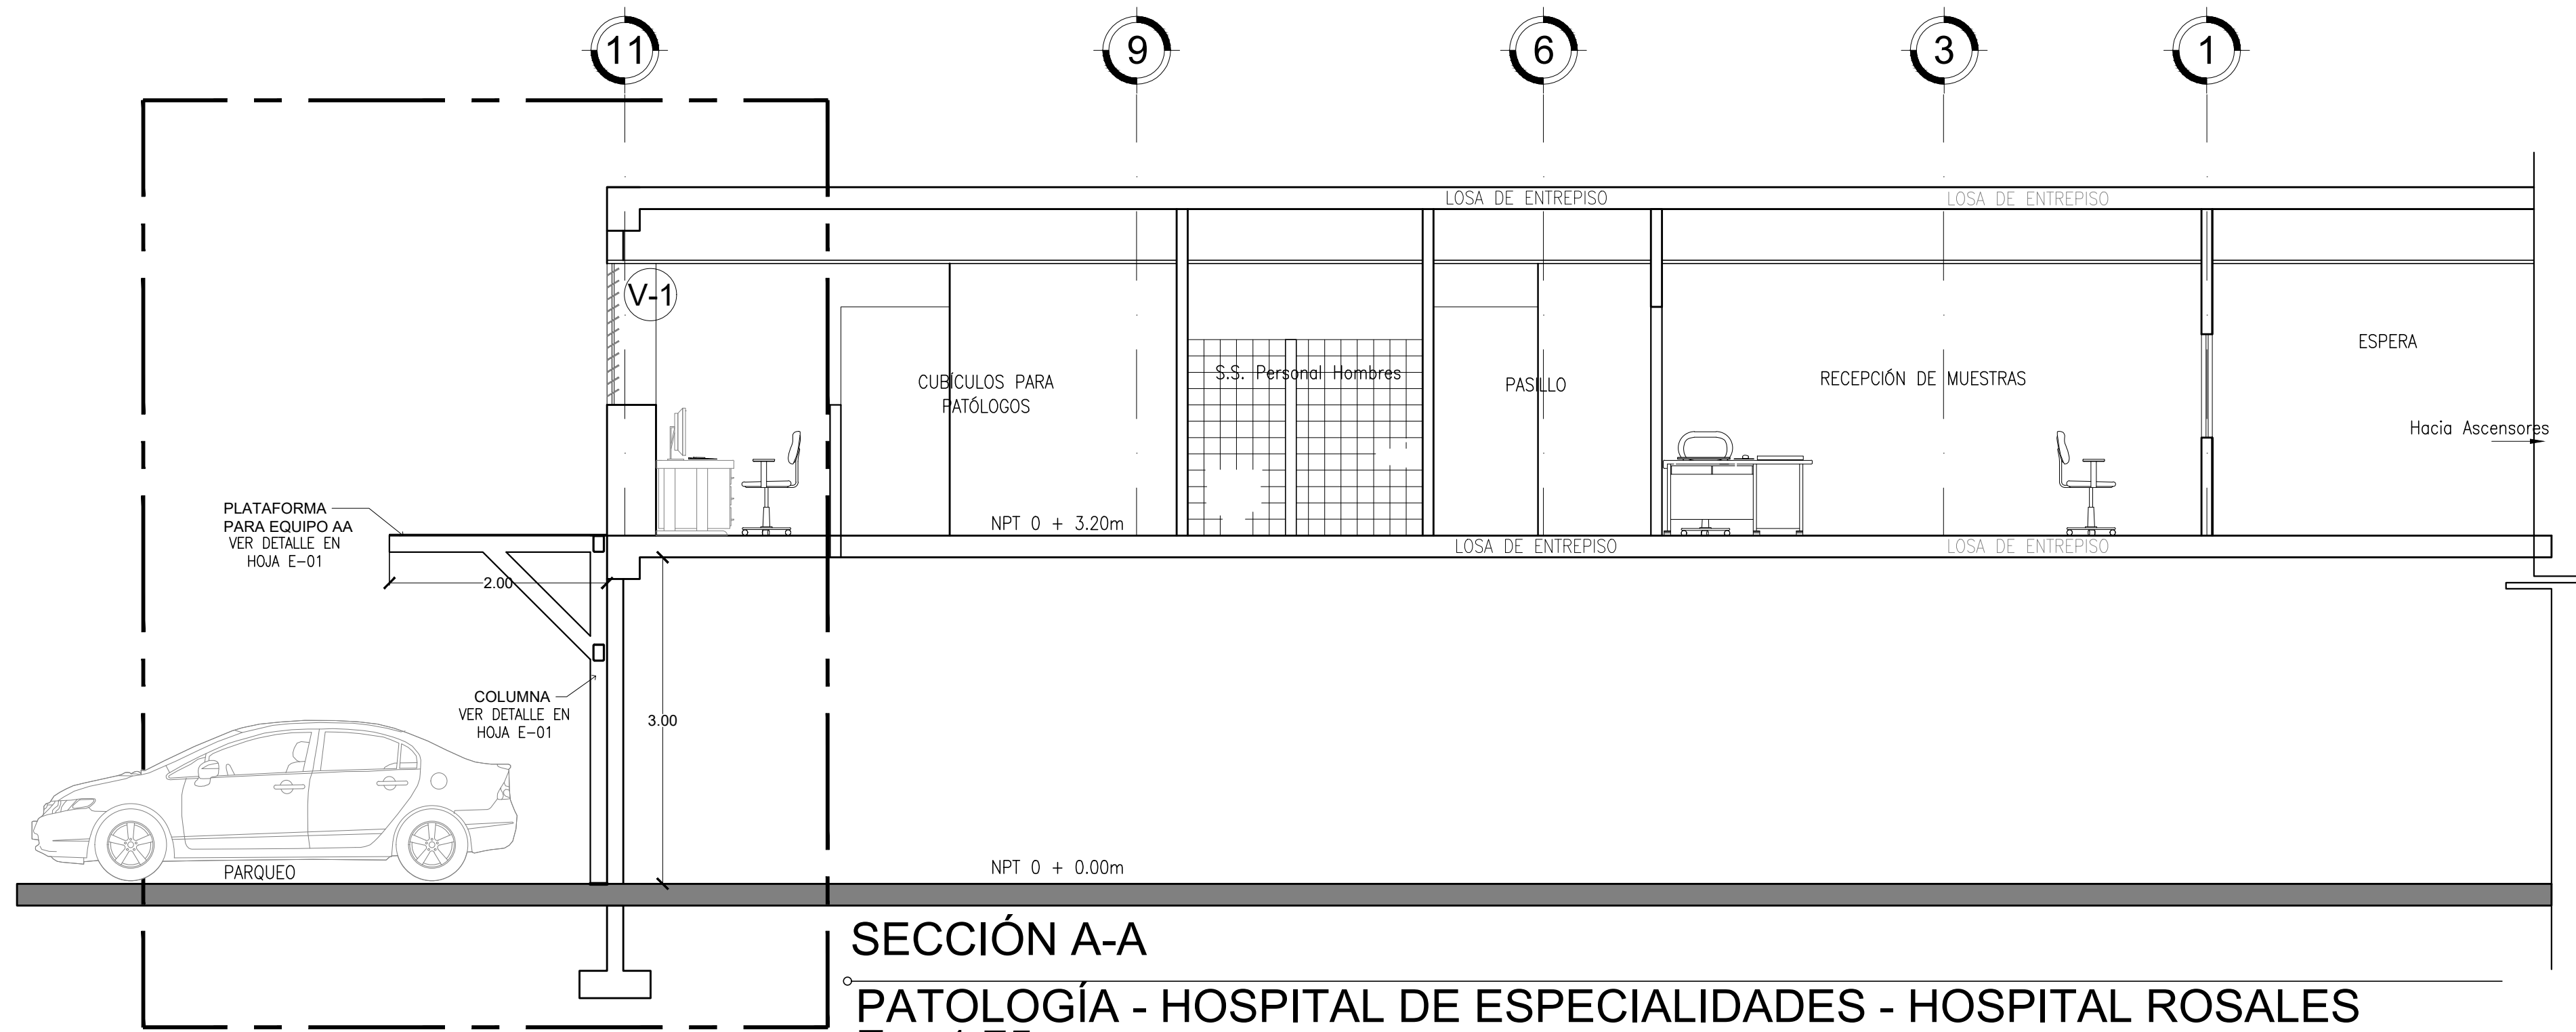 11
9
6
3
1
LOSA DE ENTREPISO
LOSA DE ENTREPISO
V-1
ESPERA
CUBÍCULOS PARA
PATÓLOGOS
S.S. Personal Hombres
PASILLO
RECEPCIÓN DE MUESTRAS
Hacia Ascensores
PLATAFORMA
PARA EQUIPO AA
VER DETALLE EN
HOJA E-01
NPT 0 + 3.20m
LOSA DE ENTREPISO
LOSA DE ENTREPISO
2.00
COLUMNA
VER DETALLE EN
HOJA E-01
3.00
PARQUEO
NPT 0 + 0.00m
SECCIÓN A-A
PATOLOGÍA - HOSPITAL DE ESPECIALIDADES - HOSPITAL ROSALES